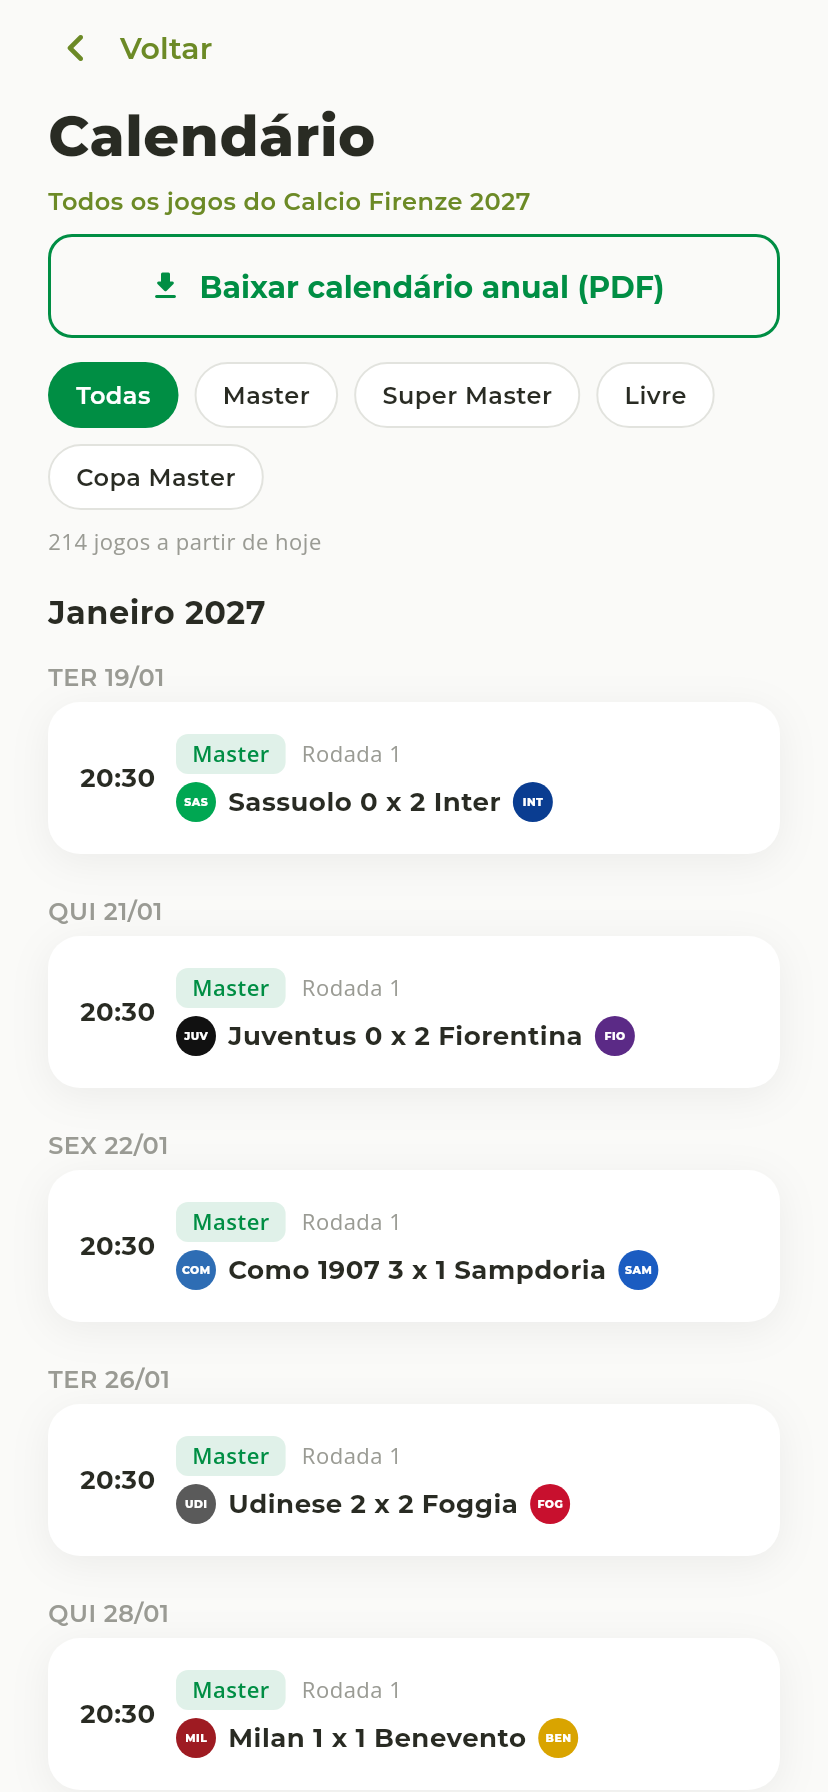 Voltar
Calendário
Todos os jogos do Calcio Firenze 2027
Baixar calendário anual (PDF)
Todas Master Super Master Livre
Copa Master
214 jogos a partir de hoje
Janeiro 2027
TER 19/01
Master Rodada 1
20:30
SAS Sassuolo 0 x 2 Inter INT
QUI 21/01
Master Rodada 1
20:30
JUV Juventus 0 x 2 Fiorentina FIO
SEX 22/01
Master Rodada 1
20:30
COM Como 1907 3 x 1 Sampdoria SAM
TER 26/01
Master Rodada 1
20:30
UDI Udinese 2 x 2 Foggia FOG
QUI 28/01
Master Rodada 1
20:30
MIL Milan 1 x 1 Benevento BEN